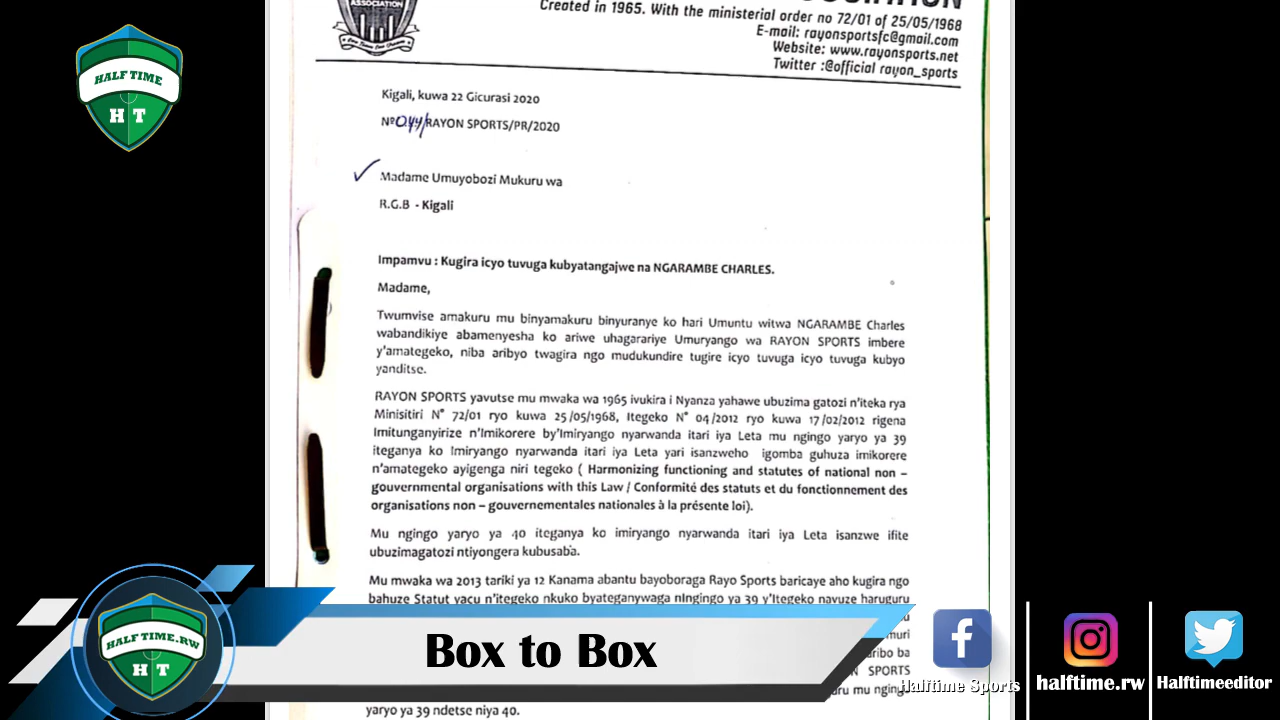 HALF TIME
H T
ASSOCIATION
Created in 1965. With the ministerial order no 72/01 of 25/05/1968
E-mail: rayonsportsfc@gmail.com
Website: www.rayonsports.net
Twitter :@official rayon_sports
Kigali, kuwa 22 Gicurasi 2020
N°044/RAYON SPORTS/PR/2020
Madame Umuyobozi Mukuru wa
R.G.B - Kigali
Impamvu : Kugira icyo tuvuga kubyatangajwe na NGARAMBE CHARLES.
Madame,
Twumvise amakuru mu binyamakuru binyuranye ko hari Umuntu witwa NGARAMBE Charles
wabandikiye abamenyesha ko ariwe uhagarariye Umuryango wa RAYON SPORTS imbere
y'amategeko, niba aribyo twagira ngo mudukundire tugire icyo tuvuga icyo tuvuga kubyo
yanditse.
RAYON SPORTS yavutse mu mwaka wa 1965 ivukira i Nyanza yahawe ubuzima gatozi n'iteka rya
Minisitiri N° 72/01 ryo kuwa 25/05/1968, Itegeko N° 04/2012 ryo kuwa 17/02/2012 rigena
Imitunganyirize n'Imikorere by'Imiryango nyarwanda itari iya Leta mu ngingo yaryo ya 39
iteganya ko Imiryango nyarwanda itari iya Leta yari isanzweho igomba guhuza imikorere
n'amategeko ayigenga niri tegeko ( Harmonizing functioning and statutes of national non –
gouvernmental organisations with this Law / Conformité des statuts et du fonctionnement des
organisations non – gouvernementales nationales à la présente loi).
Mu ngingo yaryo ya 40 iteganya ko imiryango nyarwanda itari iya Leta isanzwe ifite
ubuzimagatozi ntiyongera kubusaba.
Mu mwaka wa 2013 tariki ya 12 Kanama abantu bayoboraga Rayo Sports baricaye aho kugira ngo
bahuze Statut yacu n'itegeko nkuko byateganywaga nIngingo ya 39 y'Itegeko navuze haruguru
muri
ba
SPORTS
mu
yaryo ya 39 ndetse niya 40.
HALF TIME.RW
H T
Box to Box
Halftime Sports
halftime.rw
Halftimeeditor